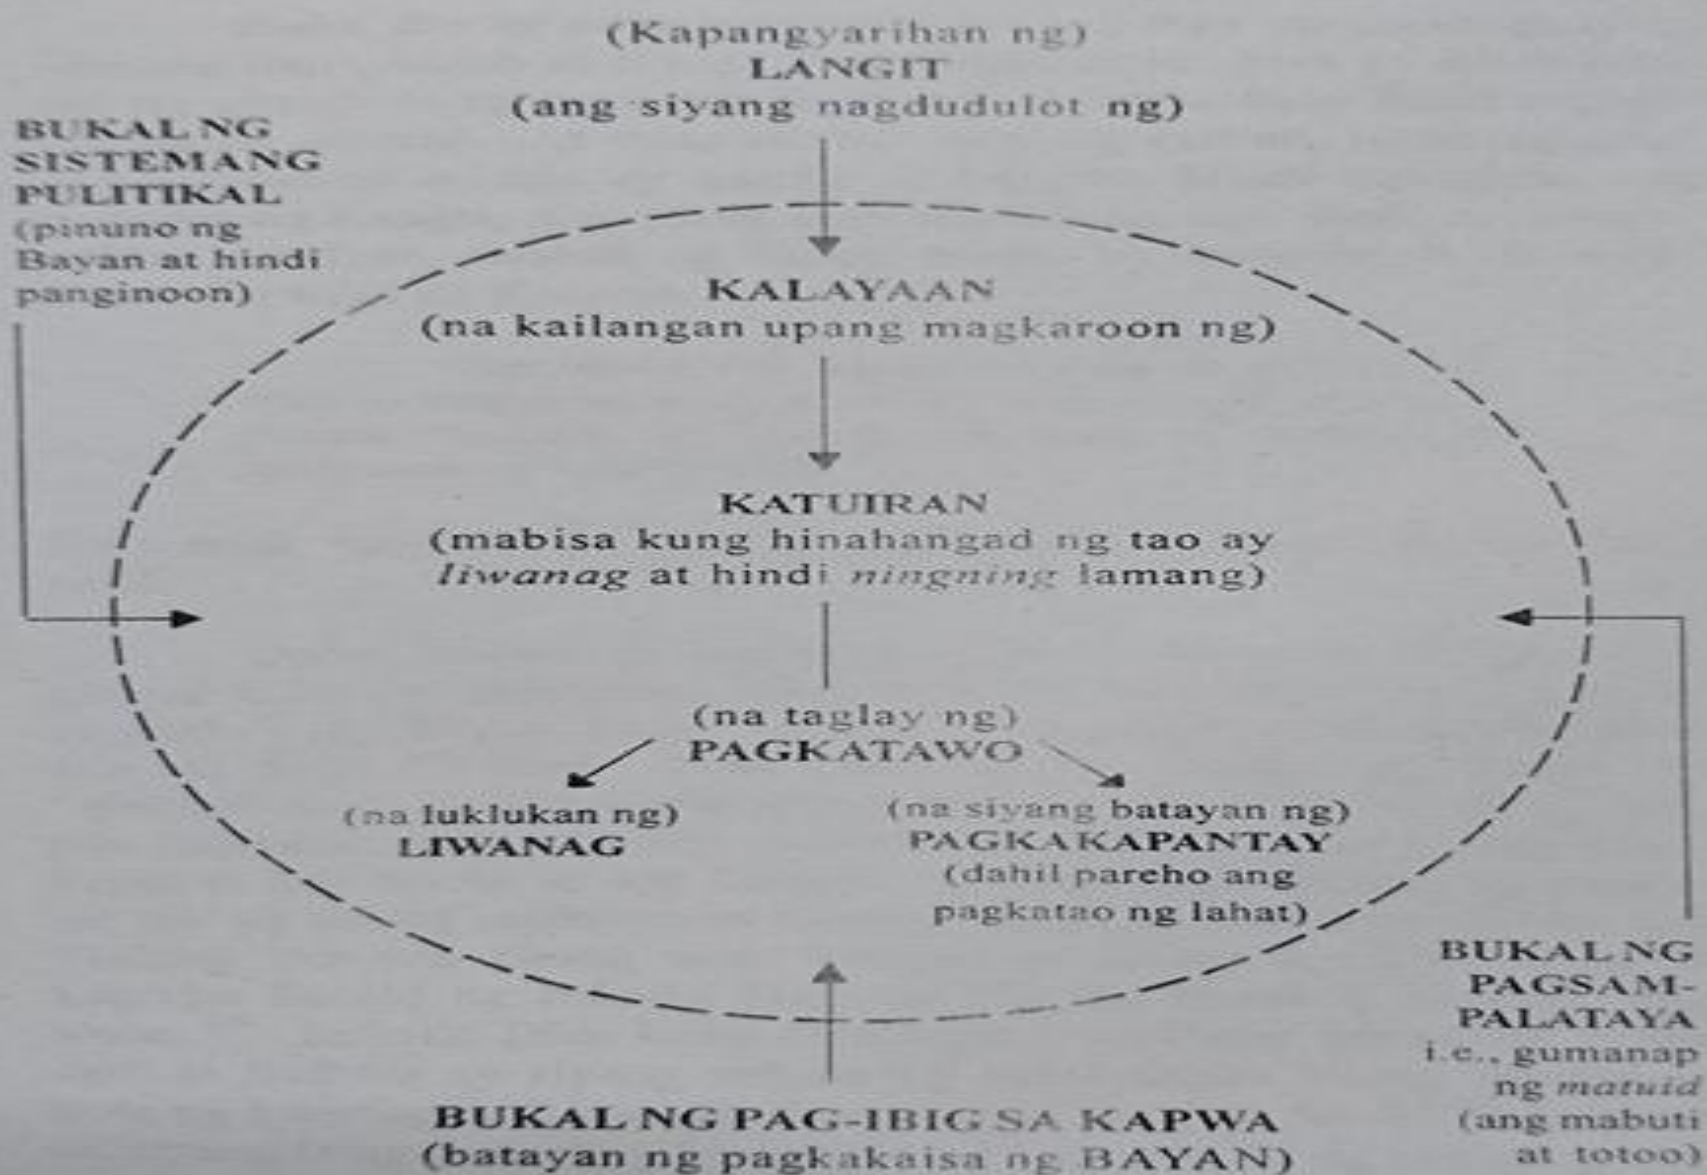 (Kapangyarihan ng)
LANGIT
(ang siyang nagdudulot ng)
BUKAL NG
SISTEMANG
PULITIKAL
(pinuno ng
Bayan at hindi
panginoon)
KALAYAAN
(na kailangan upang magkaroon ng)
KATUIRAN
(mabisa kung hinahangad ng tao ay
liwanag at hindi ningning lamang)
(na taglay ng)
PAGKATAWO
(na luklukan ng)
LIWANAG
(na siyang batayan ng)
PAGKAKAPANTAY
(dahil pareho ang
pagkatao ng lahat)
BUKAL NG
PAGSAM-
PALATAYA
i.e., gumanap
ng matuid
(ang mabuti
at totoo)
BUKAL NG PAG-IBIG SA KAPWA
(batayan ng pagkakaisa ng BAYAN)